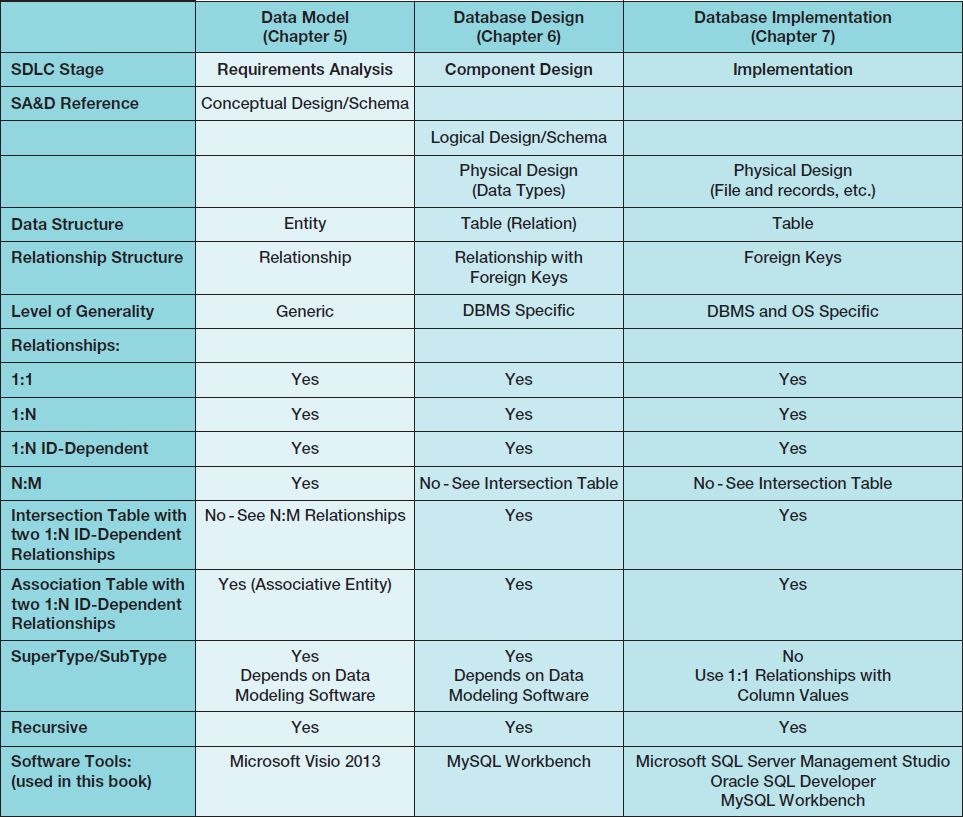 Data Model
(Chapter 5)
Database Design
(Chapter 6)
Database Implementation
(Chapter 7)
SDLC Stage
Requirements Analysis
Component Design
Implementation
SA&D Reference
Conceptual Design/Schema
Logical Design/Schema
Physical Design
(Data Types)
Physical Design
(File and records, etc.)
Data Structure
Entity
Table (Relation)
Table
Relationship Structure
Relationship
Relationship with
Foreign Keys
Foreign Keys
Level of Generality
Generic
DBMS Specific
DBMS and OS Specific
Relationships:
1:1
Yes
Yes
Yes
1:N
Yes
Yes
Yes
1:N ID-Dependent
Yes
Yes
Yes
N:M
Yes
No - See Intersection Table
No - See Intersection Table
Intersection Table with
two 1:N ID-Dependent
Relationships
No - See N:M Relationships
Yes
Yes
Association Table with
two 1:N ID-Dependent
Relationships
Yes (Associative Entity)
Yes
Yes
SuperType/SubType
Yes
Depends on Data
Modeling Software
Yes
Depends on Data
Modeling Software
No
Use 1:1 Relationships with
Column Values
Recursive
Yes
Yes
Yes
Software Tools:
(used in this book)
Microsoft Visio 2013
MySQL Workbench
Microsoft SQL Server Management Studio
Oracle SQL Developer
MySQL Workbench